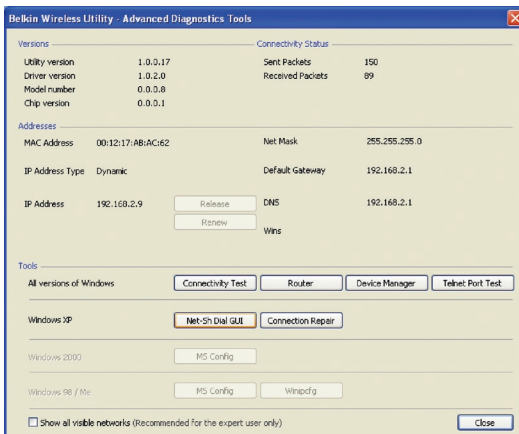 Belkin Wireless Utility - Advanced Diagnostics Tools
Versions
Utility version 1.0.0.17
Driver version 1.0.2.0
Model number 0.0.0.8
Chip version 0.0.0.1
Connectivity Status
Sent Packets 150
Received Packets 89
Addresses
MAC Address 00:12:17:AB:AC:62
IP Address Type Dynamic
IP Address 192.168.2.9
Release
Renew
Net Mask 255.255.255.0
Default Gateway 192.168.2.1
DNS 192.168.2.1
Wins
Tools
All versions of Windows Connectivity Test Router Device Manager Telnet Port Test
Windows XP Net-Sh Dial GUI Connection Repair
Windows 2000 MS Config
Windows 98 / Me MS Config Winipcfg
Show all visible networks (Recommended for the expert user only) Close